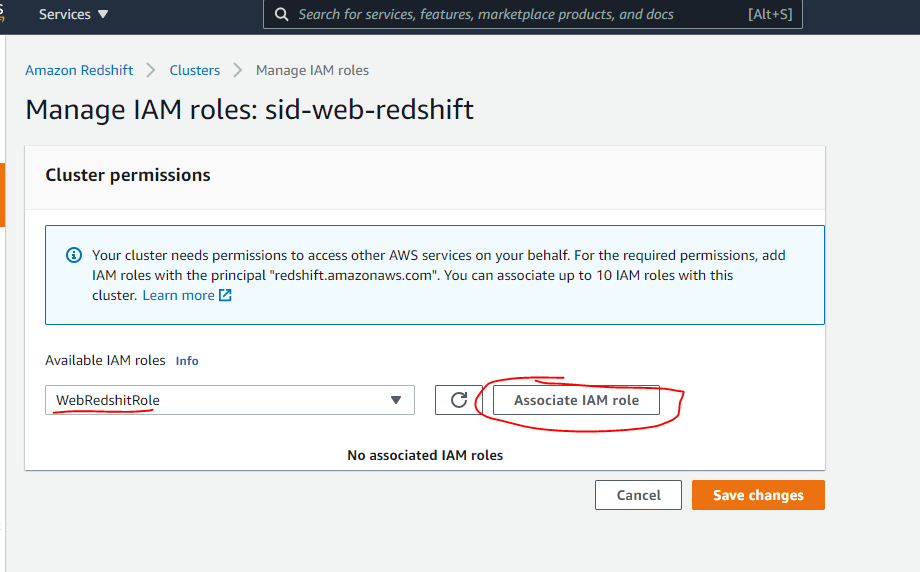 Services ▼ Search for services, features, marketplace products, and docs [Alt+S]
Amazon Redshift > Clusters > Manage IAM roles
Manage IAM roles: sid-web-redshift
Cluster permissions
Your cluster needs permissions to access other AWS services on your behalf. For the required permissions, add
IAM roles with the principal "redshift.amazonaws.com". You can associate up to 10 IAM roles with this
cluster. Learn more
Available IAM roles Info
WebRedshitRole ▼ Associate IAM role
No associated IAM roles
Cancel Save changes